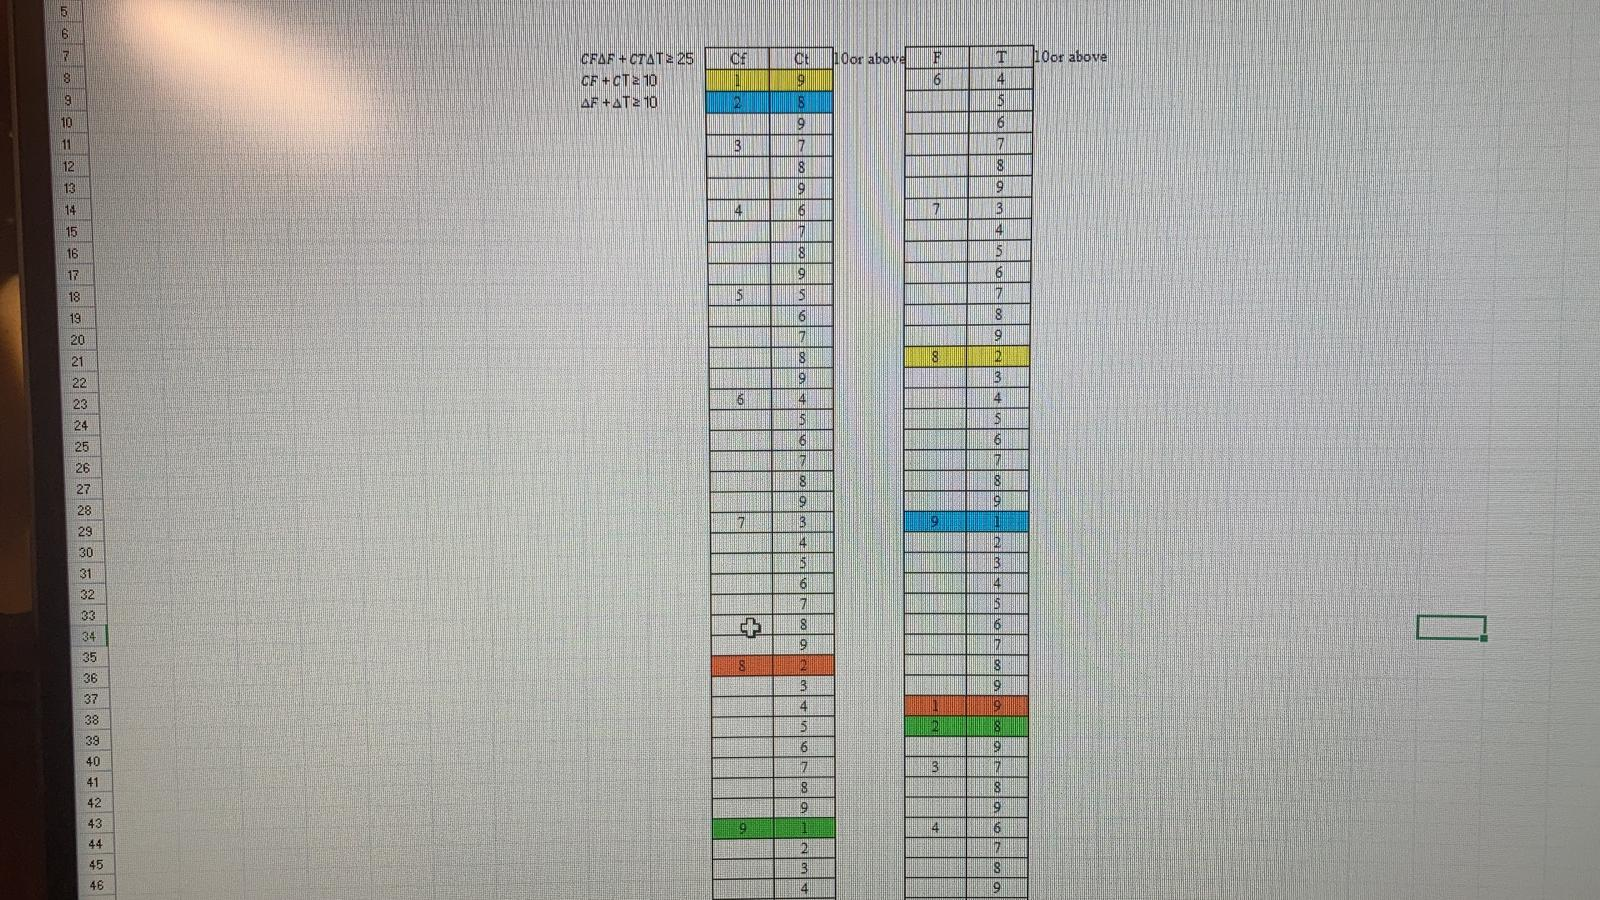 5
6
7 CFΔF + CTΔT ≥ 25 Cf Ct 10or above F T 10or above
8 CF + CT ≥ 10 1 9 6 4
9 ΔF + ΔT ≥ 10 2 8 5
10 9 6
11 3 7 7
12 8 8
13 9 9
14 4 6 7 3
15 7 4
16 8 5
17 9 6
18 5 5 7
19 6 8
20 7 9
21 8 8 2
22 9 3
23 6 4 4
24 5 5
25 6 6
26 7 7
27 8 8
28 9 9
29 7 3 9 1
30 4 2
31 5 3
32 6 4
33 7 5
34 8 6
35 9 7
36 8 2 8
37 3 9
38 4 1 9
39 5 2 8
40 6 9
41 7 3 7
42 8 8
43 9 9
44 9 1 4 6
45 2 7
46 3 8
4 9